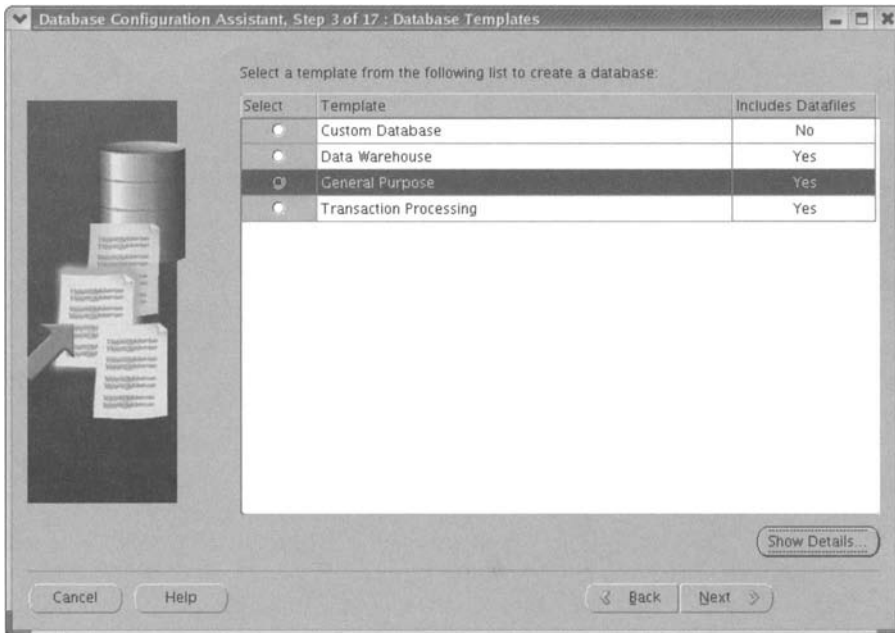 Database Configuration Assistant, Step 3 of 17 : Database Templates
Select a template from the following list to create a database:
Select Template Includes Datafiles
Custom Database No
Data Warehouse Yes
General Purpose Yes
Transaction Processing Yes
Show Details...
Cancel Help Back Next